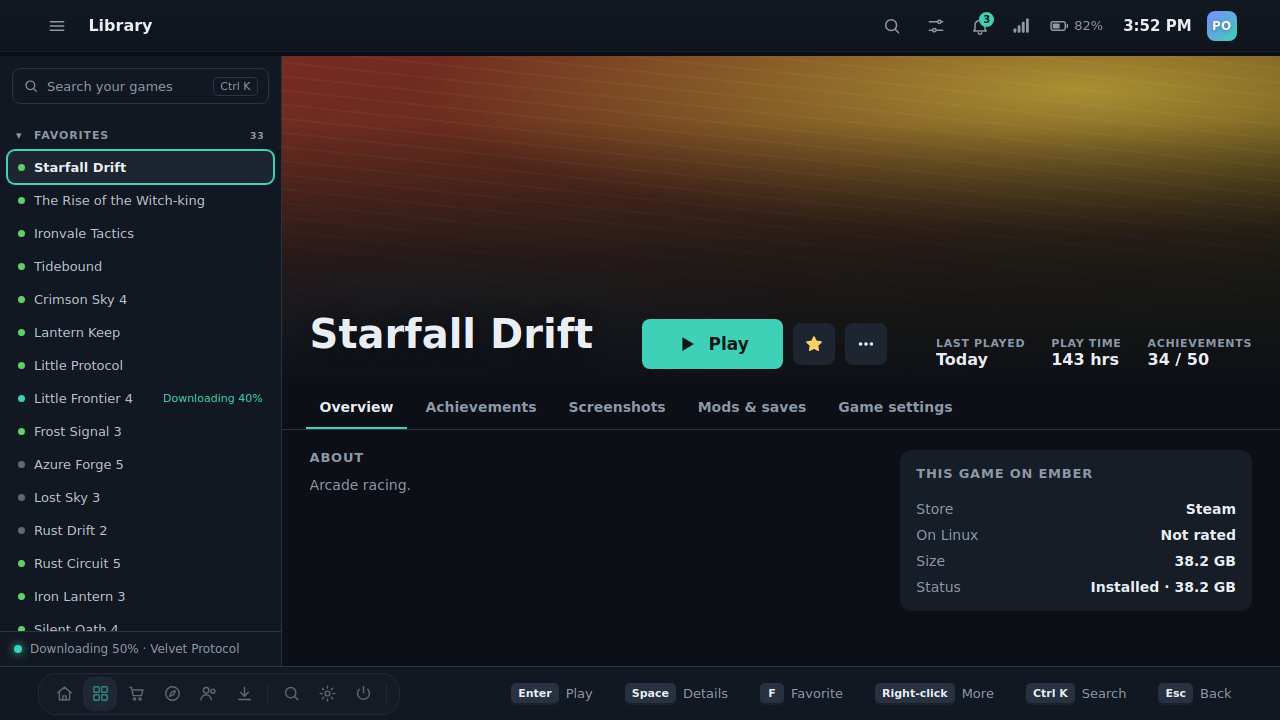 Library
3
82%
3:52 PM
PO
Search your games
Ctrl K
FAVORITES
33
Starfall Drift
The Rise of the Witch-king
Ironvale Tactics
Tidebound
Crimson Sky 4
Lantern Keep
Little Protocol
Little Frontier 4
Downloading 40%
Frost Signal 3
Azure Forge 5
Lost Sky 3
Rust Drift 2
Rust Circuit 5
Iron Lantern 3
Silent Oath 4
Downloading 50% · Velvet Protocol
Starfall Drift
Play
LAST PLAYED
Today
PLAY TIME
143 hrs
ACHIEVEMENTS
34 / 50
Overview
Achievements
Screenshots
Mods & saves
Game settings
ABOUT
Arcade racing.
THIS GAME ON EMBER
Store Steam
On Linux Not rated
Size 38.2 GB
Status Installed · 38.2 GB
Enter Play
Space Details
F Favorite
Right-click More
Ctrl K Search
Esc Back